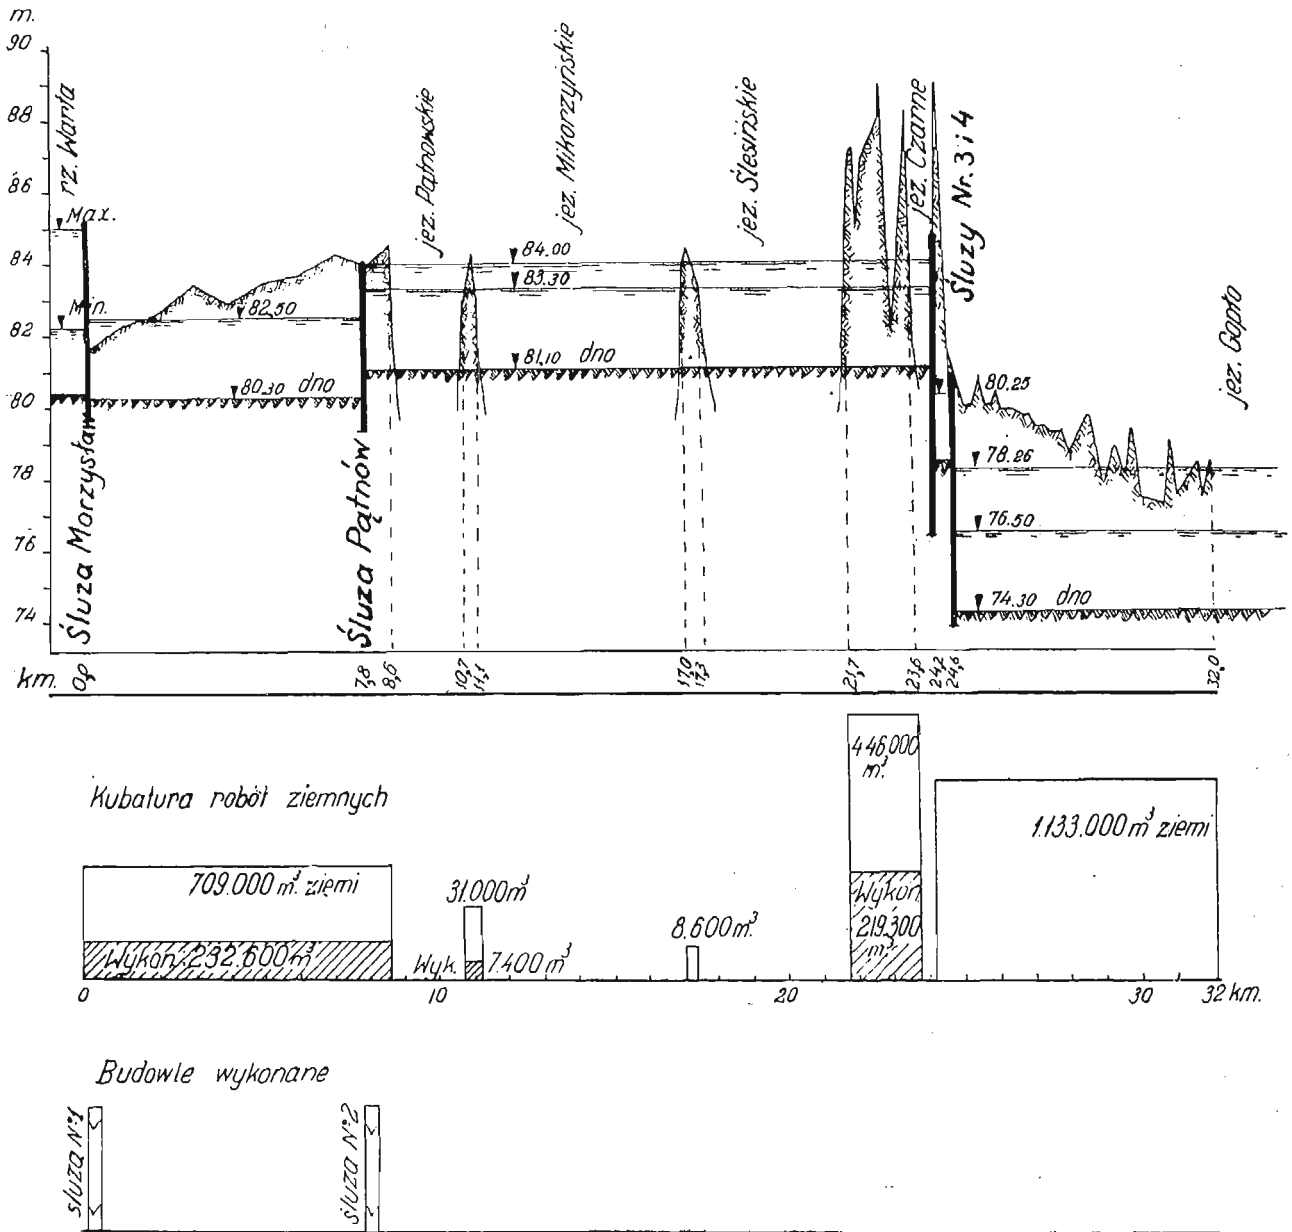 m.
90
88
86
84
82
80
78
76
74
rz. Warta
Max.
Min.
jez. Pątnowskie
jez. Mikorzyńskie
jez. Ślesińskie
jez. Czarne
Śluzy Nr. 3 i 4
jez. Gopło
84.00
83.30
82.50
81.10 dno
80.30 dno
80.25
78.26
76.50
74.30 dno
Śluza Morzysław
Śluza Pątnów
km.
0,0
7,8
8,6
10,7
11,1
17,0
17,3
21,7
23,6
24,2
24,6
32,0
Kubatura robót ziemnych
709.000 m³. ziemi
Wykon. 232.600 m³
31.000 m³
Wyk.
7.400 m³
8.600 m³.
446.000
m³.
Wykon.
219.300
m³.
1.133.000 m³ ziemi
0
10
20
30
32 km.
Budowle wykonane
śluza Nº1
śluza Nº2